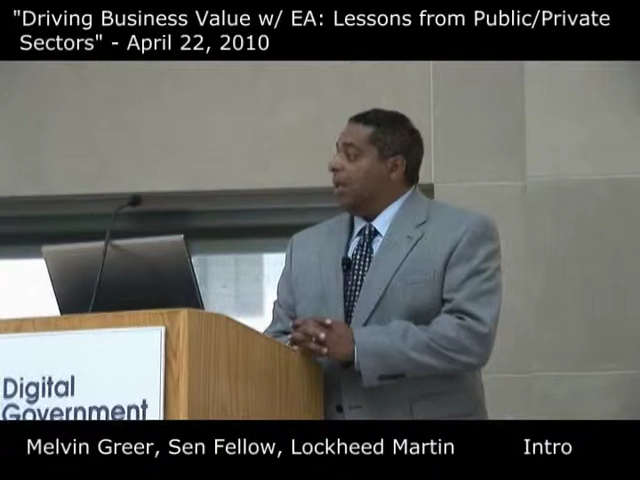 "Driving Business Value w/ EA: Lessons from Public/Private
Sectors" - April 22, 2010
Digital
Government
Melvin Greer, Sen Fellow, Lockheed Martin Intro